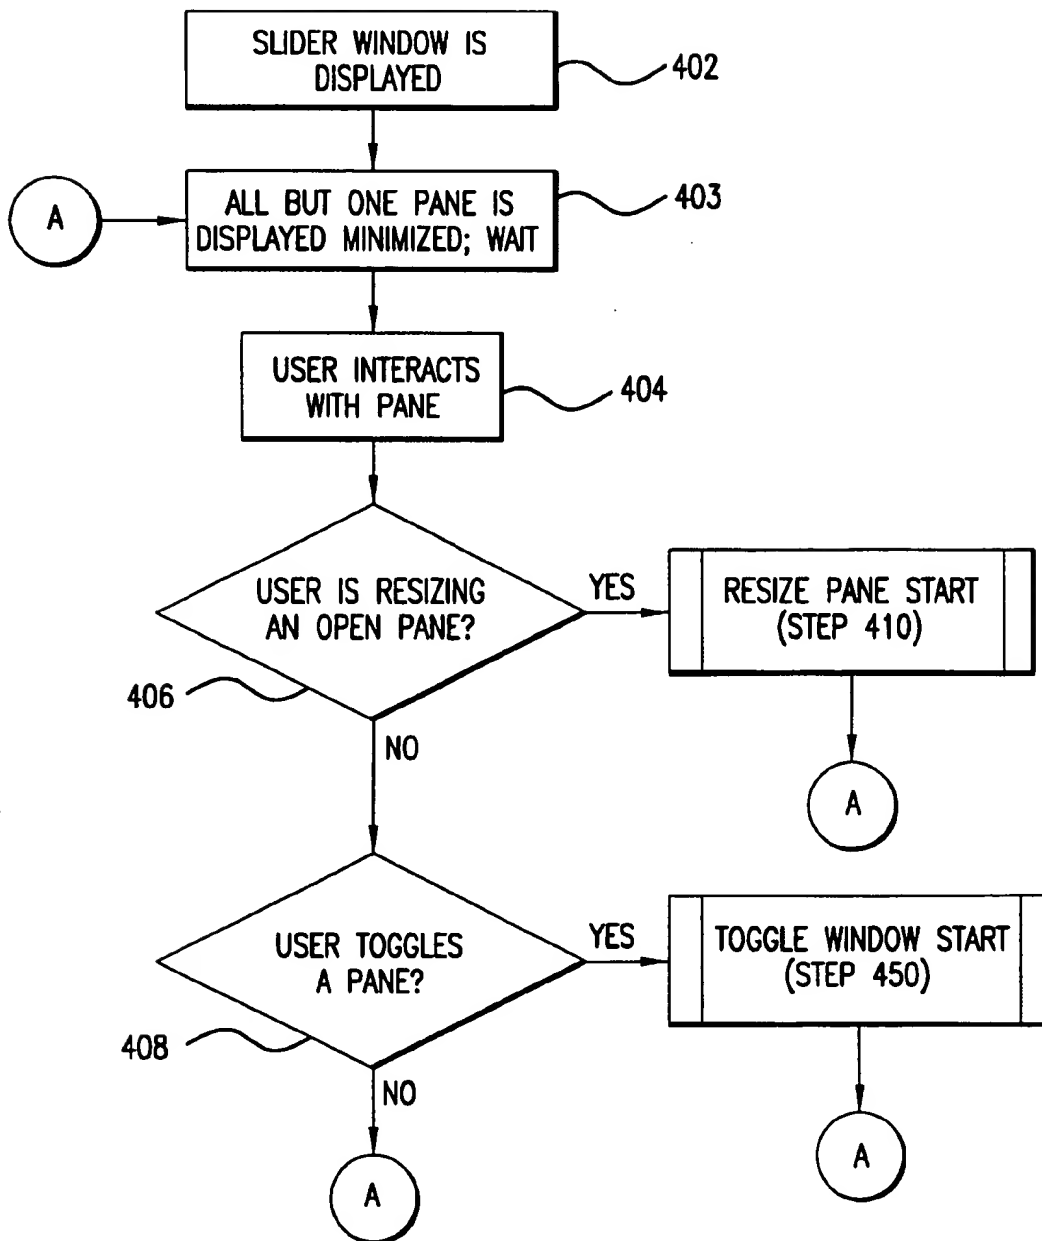 SLIDER WINDOW IS
DISPLAYED
402
A
ALL BUT ONE PANE IS
DISPLAYED MINIMIZED; WAIT
403
USER INTERACTS
WITH PANE
404
USER IS RESIZING
AN OPEN PANE?
406
YES
RESIZE PANE START
(STEP 410)
A
NO
USER TOGGLES
A PANE?
408
YES
TOGGLE WINDOW START
(STEP 450)
A
NO
A